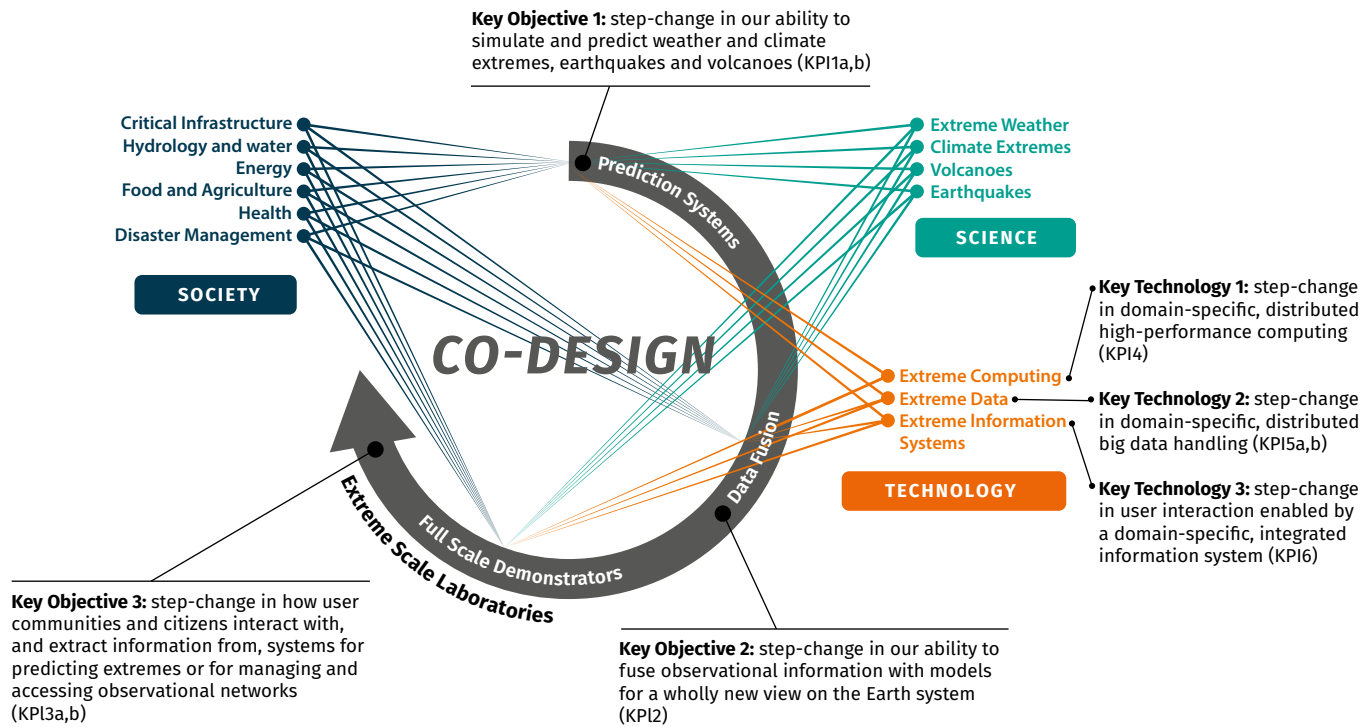 Key Objective 1: step-change in our ability to
simulate and predict weather and climate
extremes, earthquakes and volcanoes (KPI1a,b)
Critical Infrastructure
Hydrology and water
Energy
Food and Agriculture
Health
Disaster Management
SOCIETY
Prediction Systems
Extreme Weather
Climate Extremes
Volcanoes
Earthquakes
SCIENCE
CO-DESIGN
Extreme Computing
Extreme Data
Extreme Information
Systems
TECHNOLOGY
Key Technology 1: step-change
in domain-specific, distributed
high-performance computing
(KPI4)
Key Technology 2: step-change
in domain-specific, distributed
big data handling (KPI5a,b)
Key Technology 3: step-change
in user interaction enabled by
a domain-specific, integrated
information system (KPI6)
Data Fusion
Full Scale Demonstrators
Extreme Scale Laboratories
Key Objective 3: step-change in how user
communities and citizens interact with,
and extract information from, systems for
predicting extremes or for managing and
accessing observational networks
(KPl3a,b)
Key Objective 2: step-change in our ability to
fuse observational information with models
for a wholly new view on the Earth system
(KPl2)